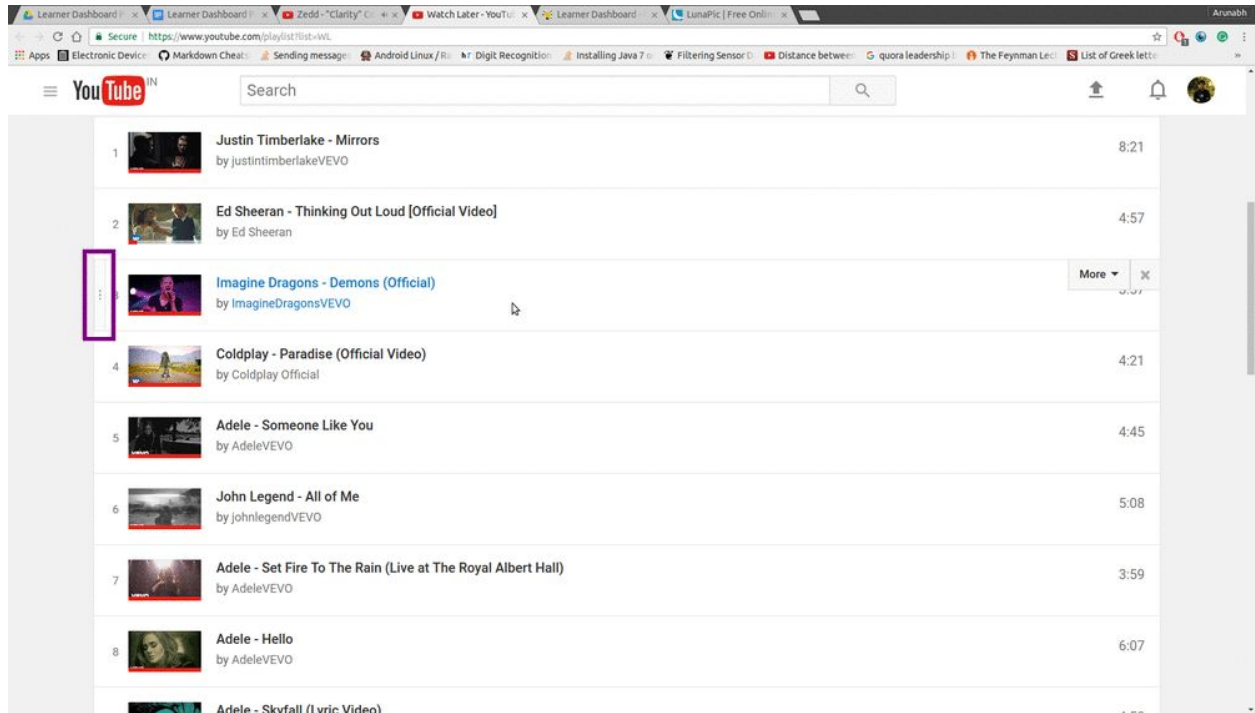 Learner Dashboard F
Learner Dashboard F
Zedd - "Clarity"
Watch Later - YouTu
Learner Dashboard
LunaPic | Free Onlin
Arunabh
Secure https://www.youtube.com/playlist?list=WL
Apps
Electronic Device
Markdown Cheat
Sending message
Android Linux / Ra
Digit Recognition
Installing Java 7 o
Filtering Sensor D
Distance betwee
quora leadership
The Feynman Lec
List of Greek lette
YouTube IN
Search
1
Justin Timberlake - Mirrors
by justintimberlakeVEVO
8:21
2
Ed Sheeran - Thinking Out Loud [Official Video]
by Ed Sheeran
4:57
3
Imagine Dragons - Demons (Official)
by ImagineDragonsVEVO
More
4
Coldplay - Paradise (Official Video)
by Coldplay Official
4:21
5
Adele - Someone Like You
by AdeleVEVO
4:45
6
John Legend - All of Me
by johnlegendVEVO
5:08
7
Adele - Set Fire To The Rain (Live at The Royal Albert Hall)
by AdeleVEVO
3:59
8
Adele - Hello
by AdeleVEVO
6:07
Adele - Skyfall (Lyric Video)